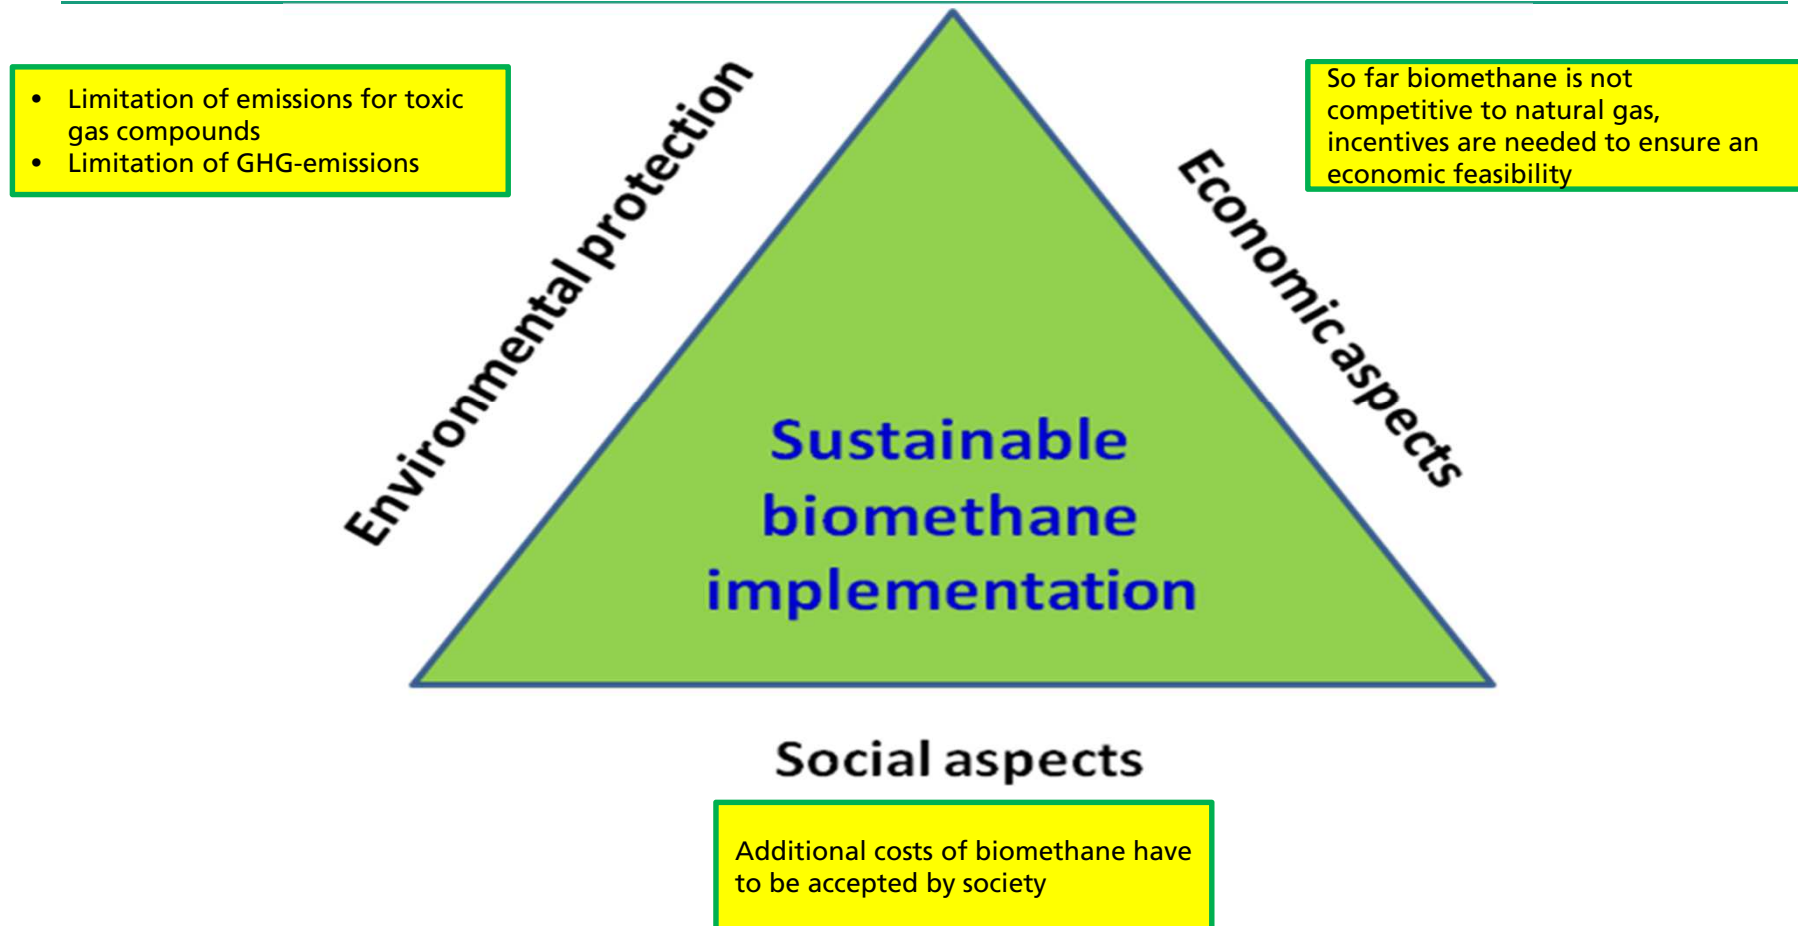 • Limitation of emissions for toxic
gas compounds
• Limitation of GHG-emissions
Environmental protection
So far biomethane is not
competitive to natural gas,
incentives are needed to ensure an
economic feasibility
Economic aspects
Sustainable
biomethane
implementation
Social aspects
Additional costs of biomethane have
to be accepted by society